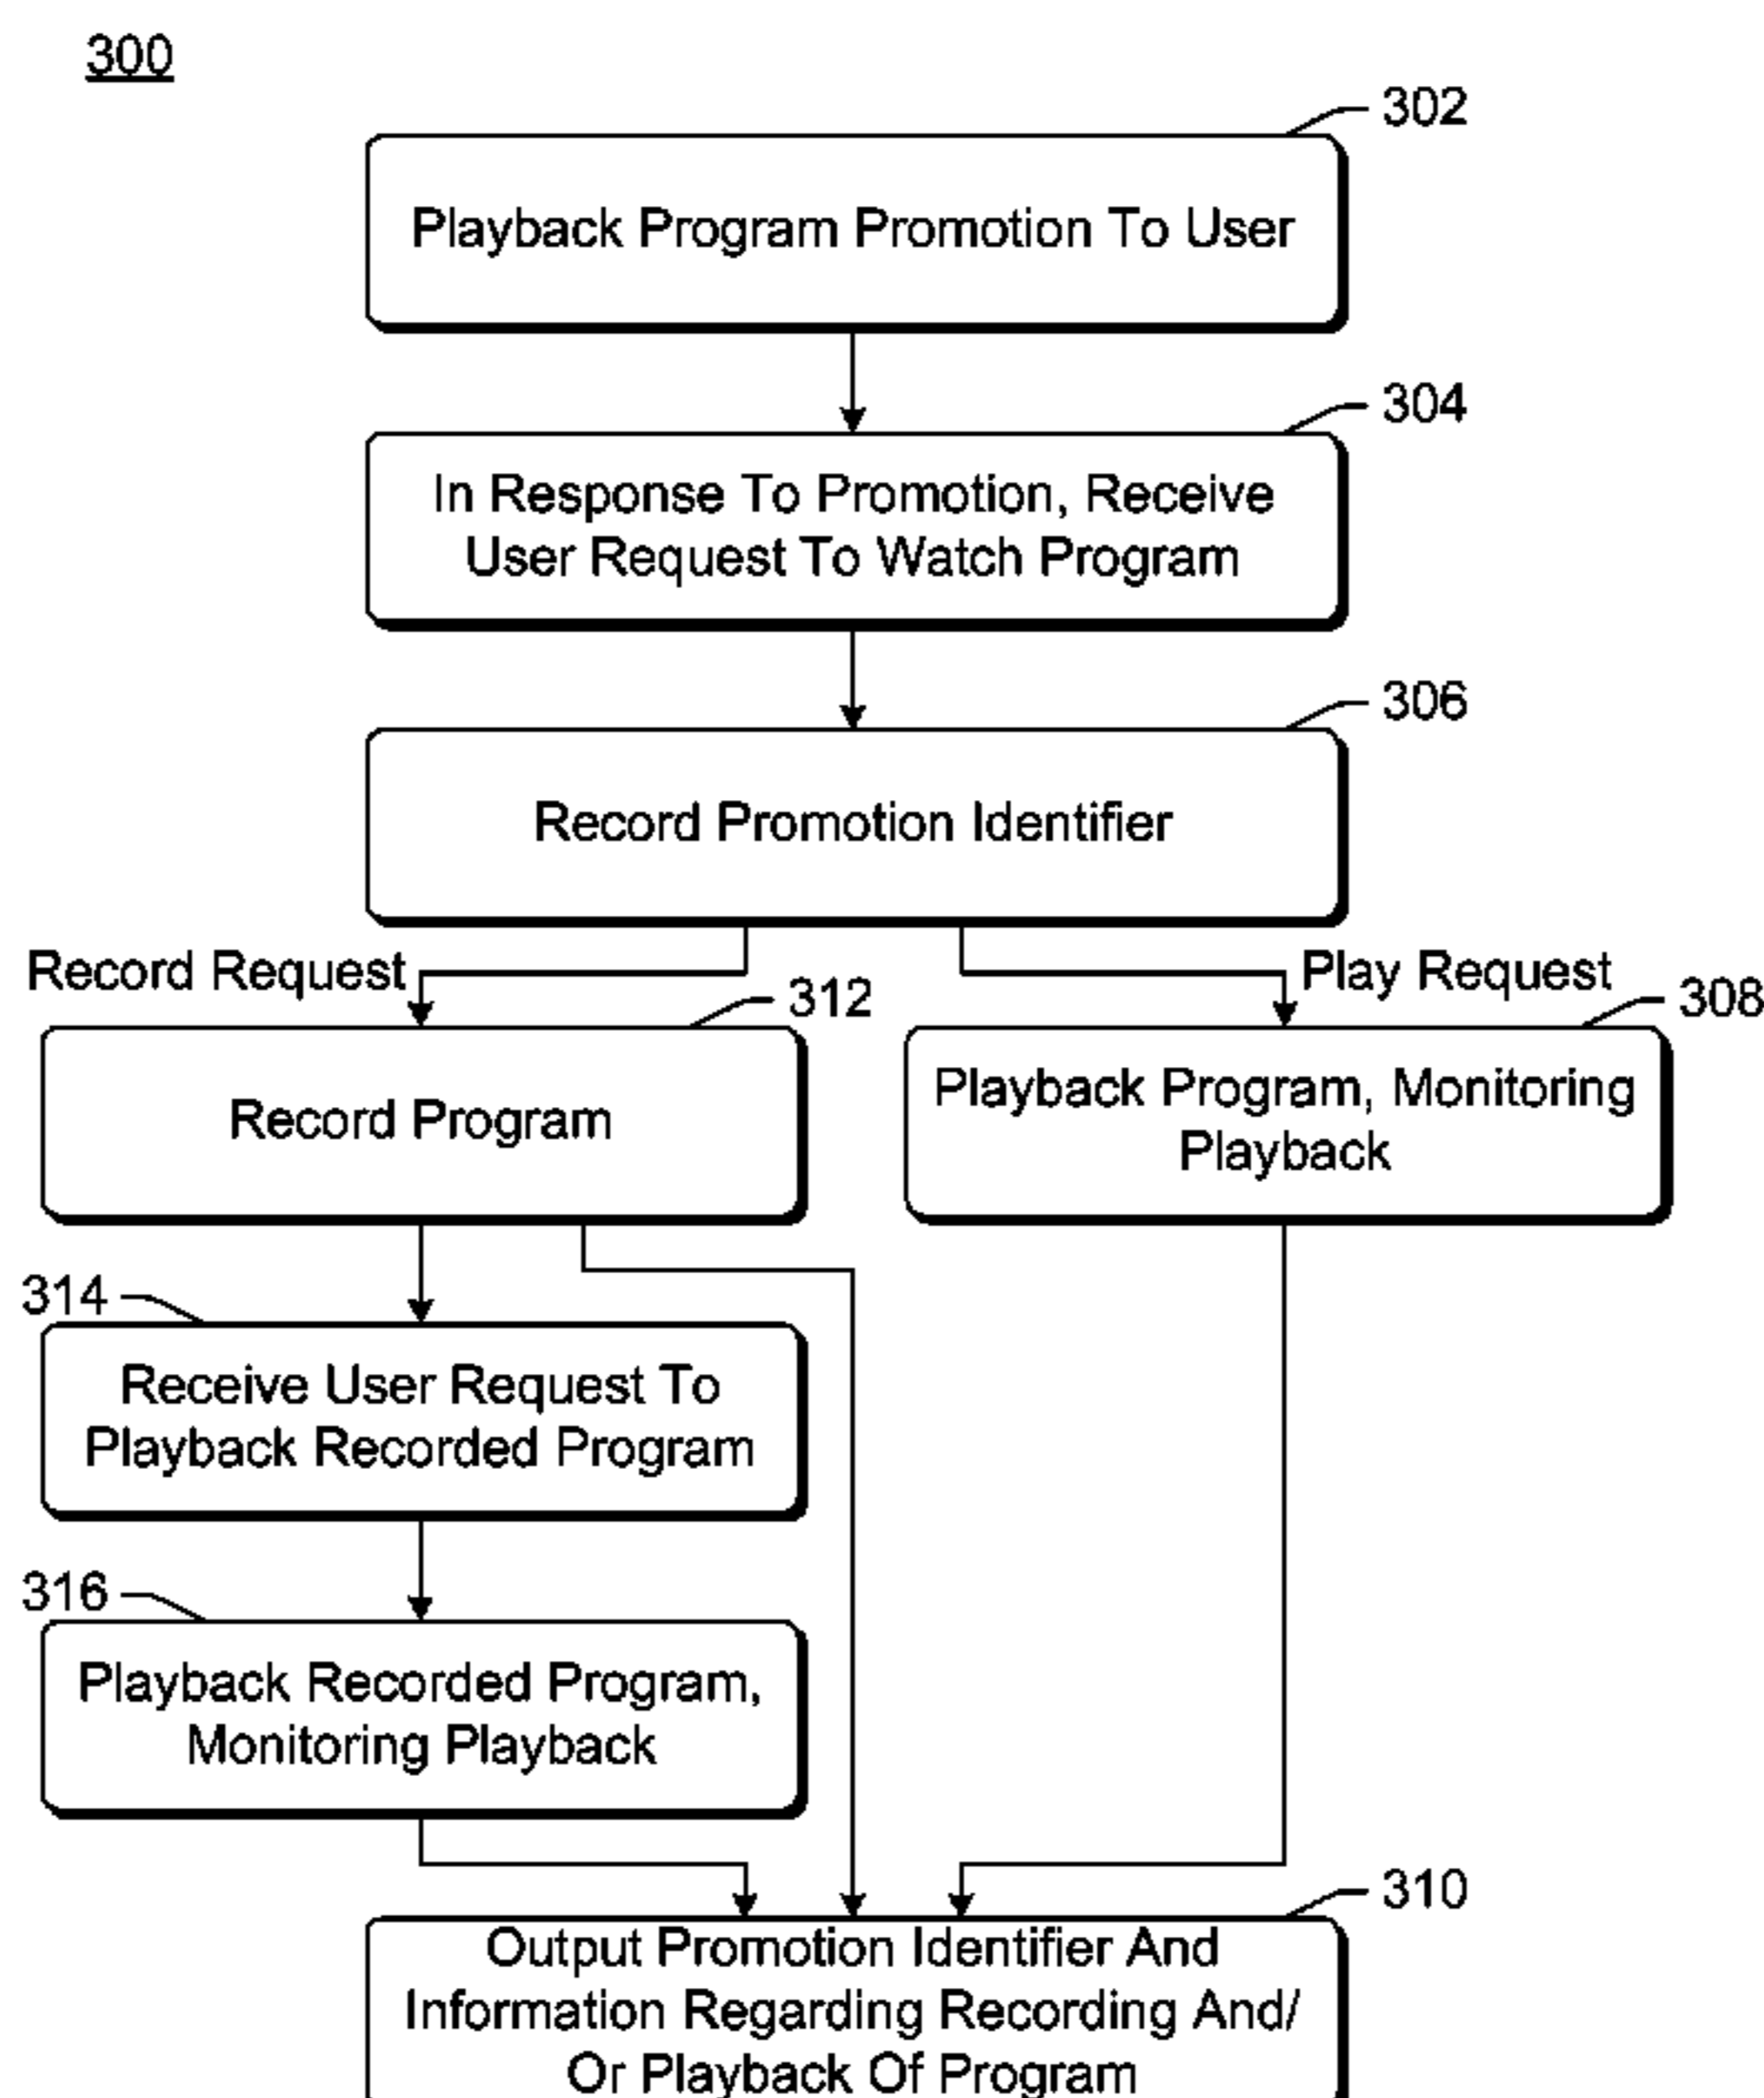 300
302
Playback Program Promotion To User
304
In Response To Promotion, Receive
User Request To Watch Program
306
Record Promotion Identifier
Record Request
Play Request
312
308
Record Program
Playback Program, Monitoring
Playback
314
Receive User Request To
Playback Recorded Program
316
Playback Recorded Program,
Monitoring Playback
310
Output Promotion Identifier And
Information Regarding Recording And/
Or Playback Of Program